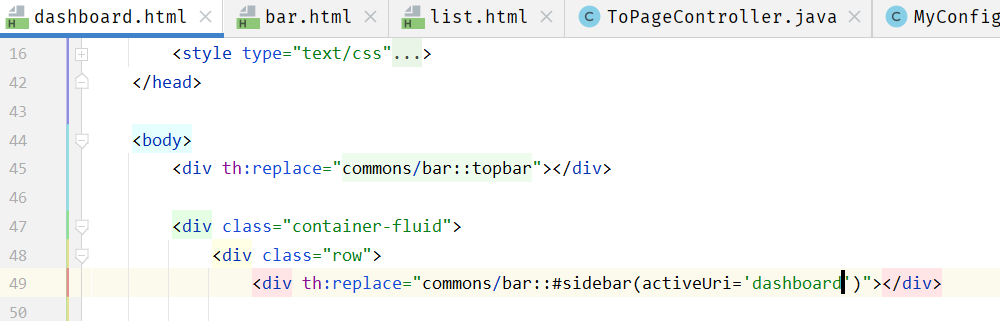 dashboard.html bar.html list.html ToPageController.java MyConfig
16 <style type="text/css"...>
42 </head>
43
44 <body>
45 <div th:replace="commons/bar::topbar"></div>
46
47 <div class="container-fluid">
48 <div class="row">
49 <div th:replace="commons/bar::#sidebar(activeUri='dashboard')"></div>
50